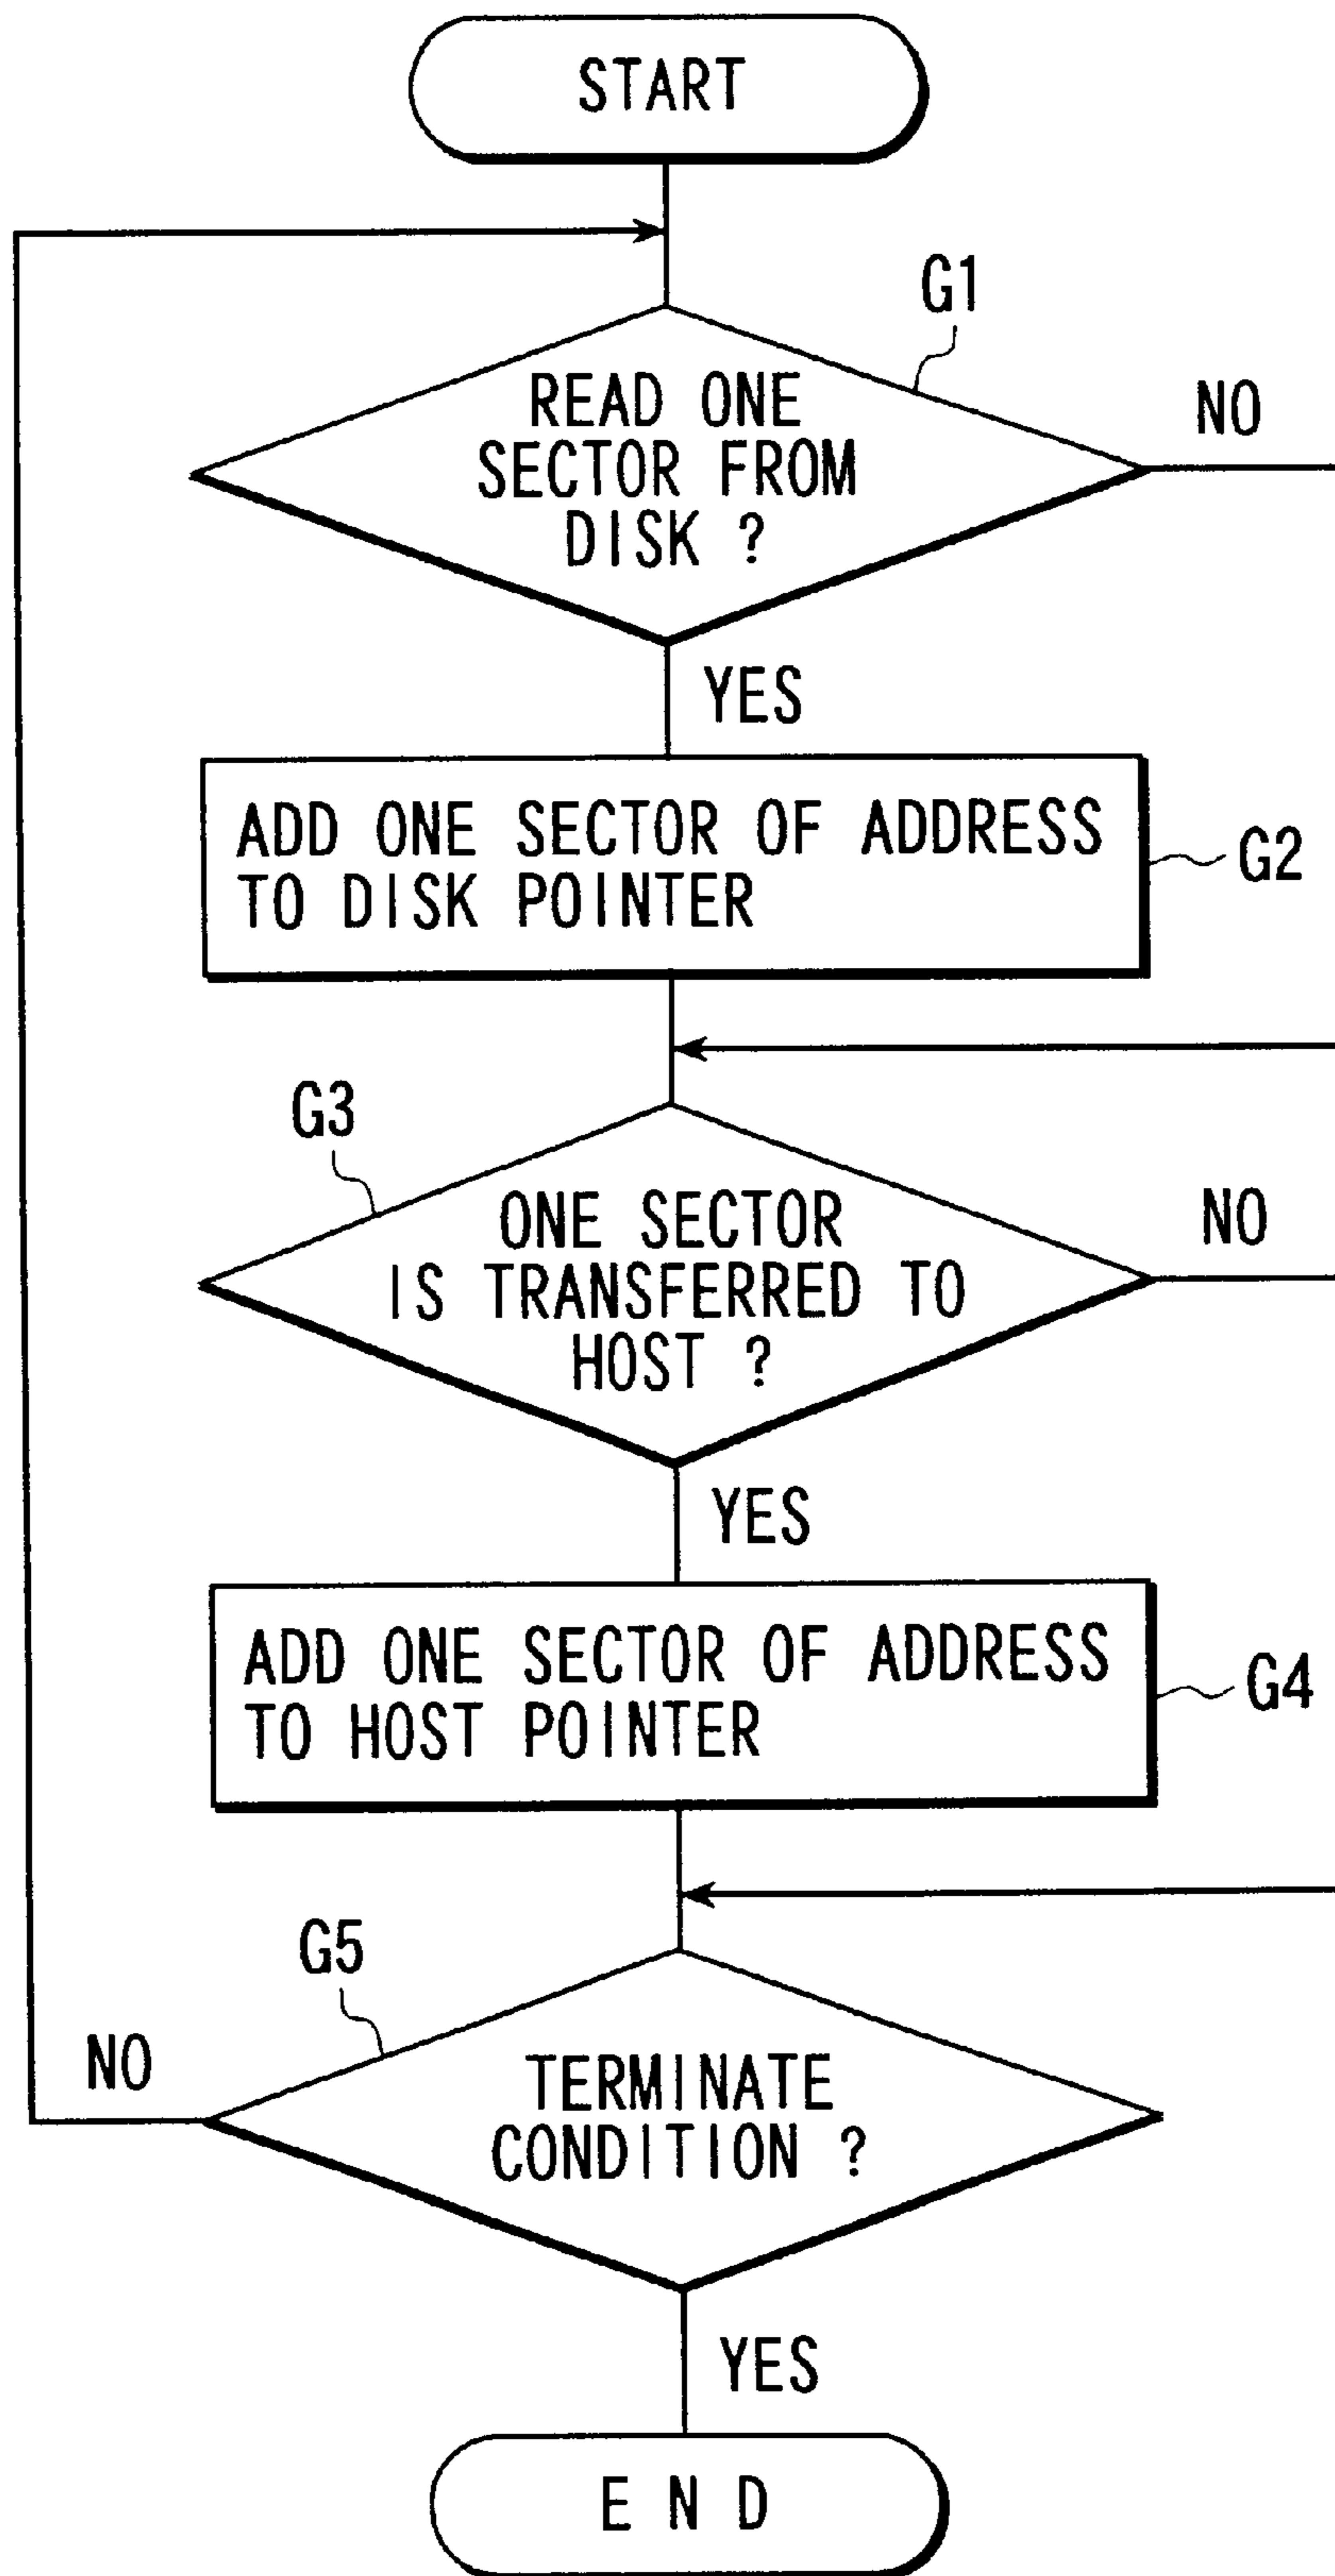 START
G1
READ ONE
SECTOR FROM
DISK ?
NO
YES
ADD ONE SECTOR OF ADDRESS
TO DISK POINTER
G2
G3
ONE SECTOR
IS TRANSFERRED TO
HOST ?
NO
YES
ADD ONE SECTOR OF ADDRESS
TO HOST POINTER
G4
G5
NO
TERMINATE
CONDITION ?
YES
END